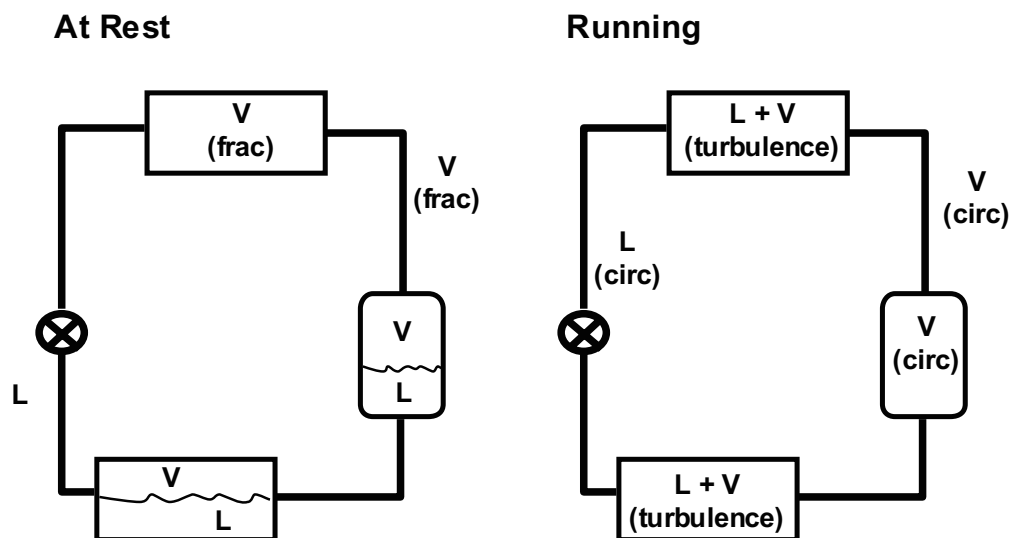 At Rest
V
(frac)
V
(frac)
V
L
L
V
L
Running
L + V
(turbulence)
V
(circ)
L
(circ)
V
(circ)
L + V
(turbulence)